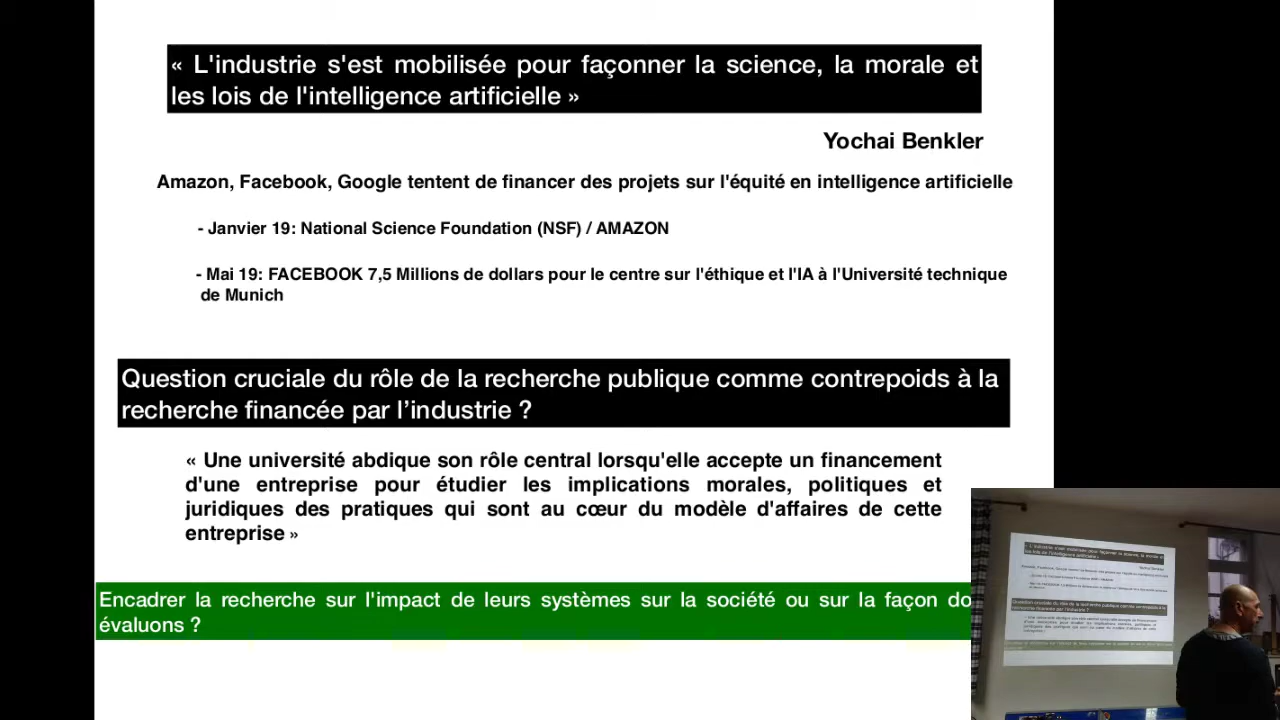 « L'industrie s'est mobilisée pour façonner la science, la morale et
les lois de l'intelligence artificielle »
Yochai Benkler
Amazon, Facebook, Google tentent de financer des projets sur l'équité en intelligence artificielle
- Janvier 19: National Science Foundation (NSF) / AMAZON
- Mai 19: FACEBOOK 7,5 Millions de dollars pour le centre sur l'éthique et l'IA à l'Université technique
de Munich
Question cruciale du rôle de la recherche publique comme contrepoids à la
recherche financée par l’industrie ?
« Une université abdique son rôle central lorsqu'elle accepte un financement
d'une entreprise pour étudier les implications morales, politiques et
juridiques des pratiques qui sont au cœur du modèle d'affaires de cette
entreprise »
Encadrer la recherche sur l'impact de leurs systèmes sur la société ou sur la façon do
évaluons ?